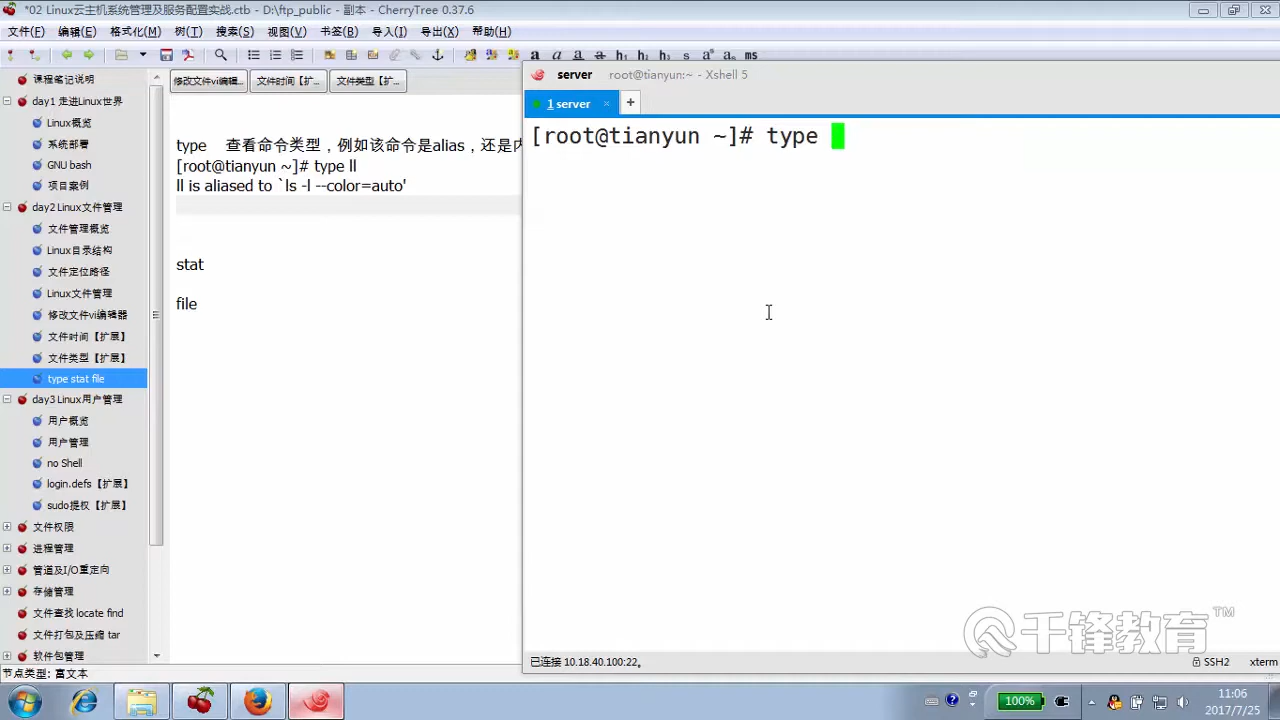 *02 Linux云主机系统管理及服务配置实战.ctb - D:\ftp_public - 副本 - CherryTree 0.37.6
文件(F) 编辑(E) 格式化(M) 树(T) 搜索(S) 视图(V) 书签(B) 导入(I) 导出(X) 帮助(H)
a a a a h₁ h₂ h₃ s aˢ aₛ ms
课程笔记说明
day1 走进Linux世界
Linux概览
系统部署
GNU bash
项目案例
day2 Linux文件管理
文件管理概览
Linux目录结构
文件定位路径
Linux文件管理
修改文件vi编辑器
文件时间【扩展】
文件类型【扩展】
type stat file
day3 Linux用户管理
用户概览
用户管理
no Shell
login.defs【扩展】
sudo提权【扩展】
文件权限
进程管理
管道及I/O重定向
存储管理
文件查找 locate find
文件打包及压缩 tar
软件包管理
节点类型: 富文本
修改文件vi编辑... 文件时间【扩... 文件类型【扩...
type 查看命令类型，例如该命令是alias，还是内
[root@tianyun ~]# type ll
ll is aliased to `ls -l --color=auto'
stat
file
server root@tianyun:~ - Xshell 5
1 server × +
[root@tianyun ~]# type
千锋教育™
已连接 10.18.40.100:22。 SSH2 xterm
100% 11:06
2017/7/25